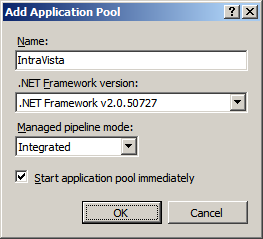 Add Application Pool
Name:
IntraVista
.NET Framework version:
.NET Framework v2.0.50727
Managed pipeline mode:
Integrated
Start application pool immediately
OK
Cancel